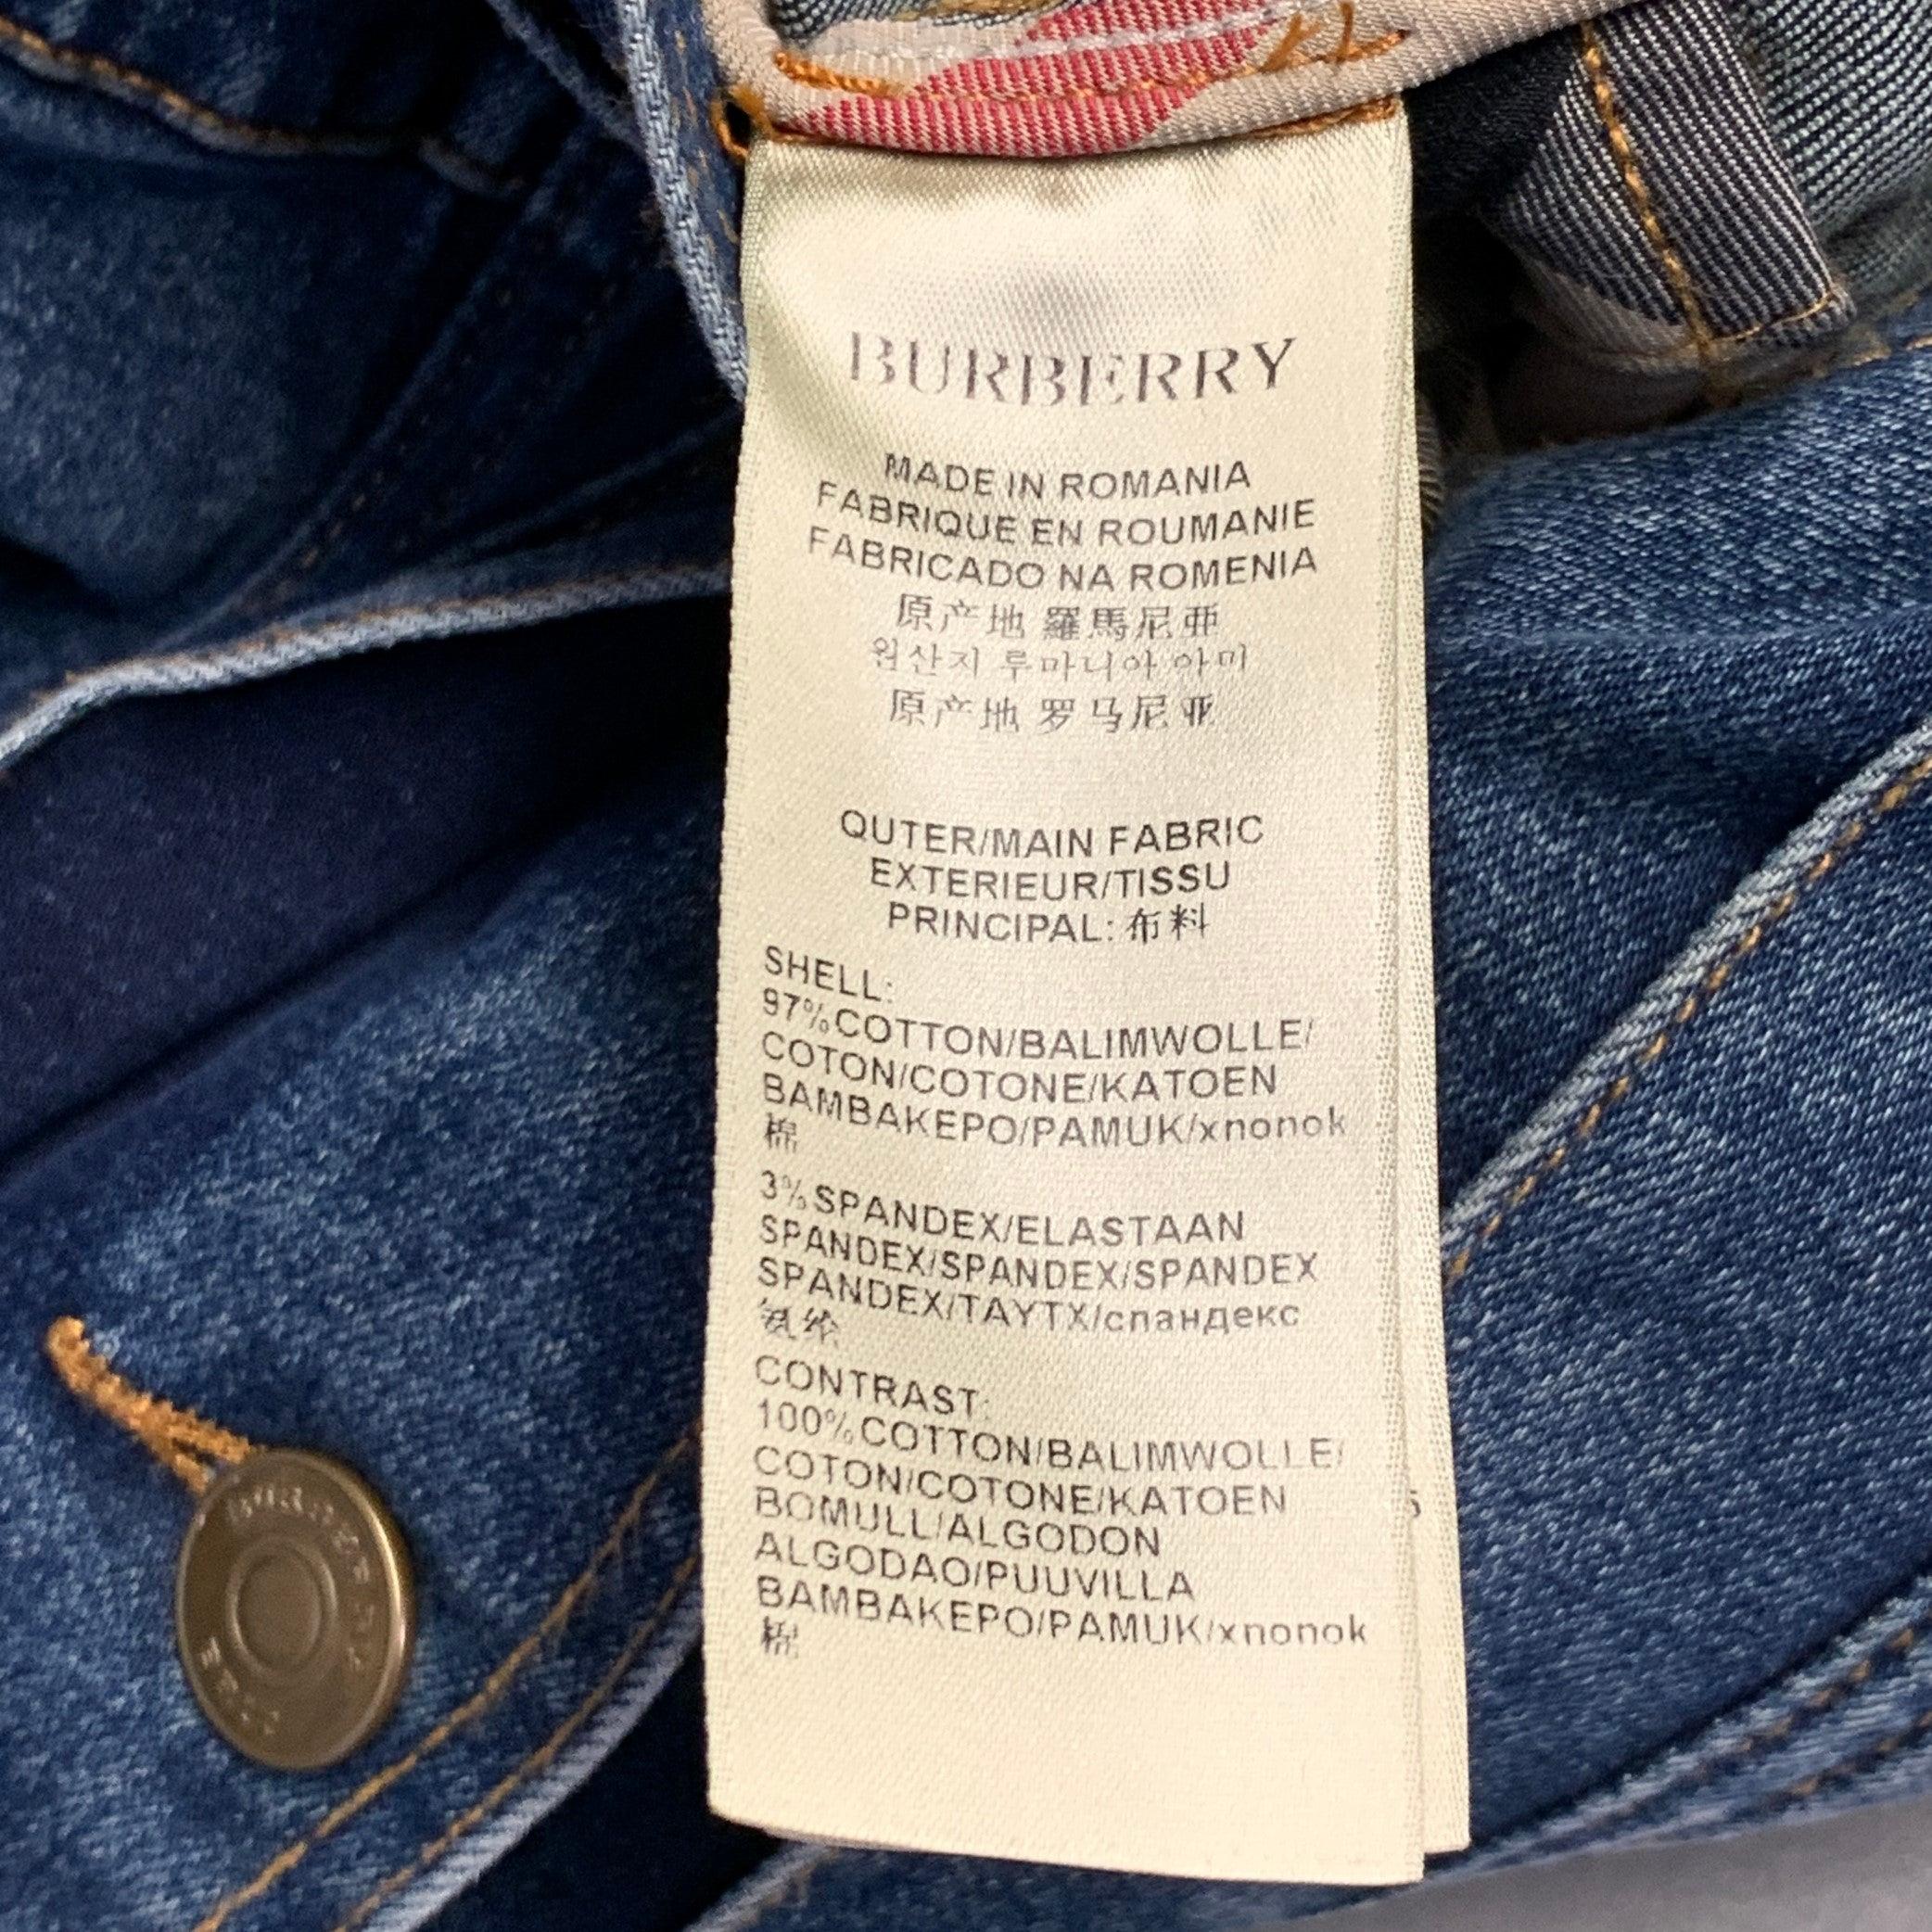 BURBERRY
MADE IN ROMANIA
FABRIQUE EN ROUMANIE
FABRICADO NA ROMENIA
原产地 羅馬尼亜
원산지 루마니아 아미
原产地 罗马尼亚
QUTER/MAIN FABRIC
EXTERIEUR/TISSU
PRINCIPAL: 布料
SHELL:
97%COTTON/BALIMWOLLE/
COTON/COTONE/KATOEN
BAMBAKEPO/PAMUK/xnonok
棉
3%SPANDEX/ELASTAAN
SPANDEX/SPANDEX/SPANDEX
SPANDEX/TAYTX/спандекс
氨纶
CONTRAST:
100%COTTON/BALIMWOLLE/
COTON/COTONE/KATOEN
BOMULL/ALGODON
ALGODAO/PUUVILLA
BAMBAKEPO/PAMUK/xnonok
棉